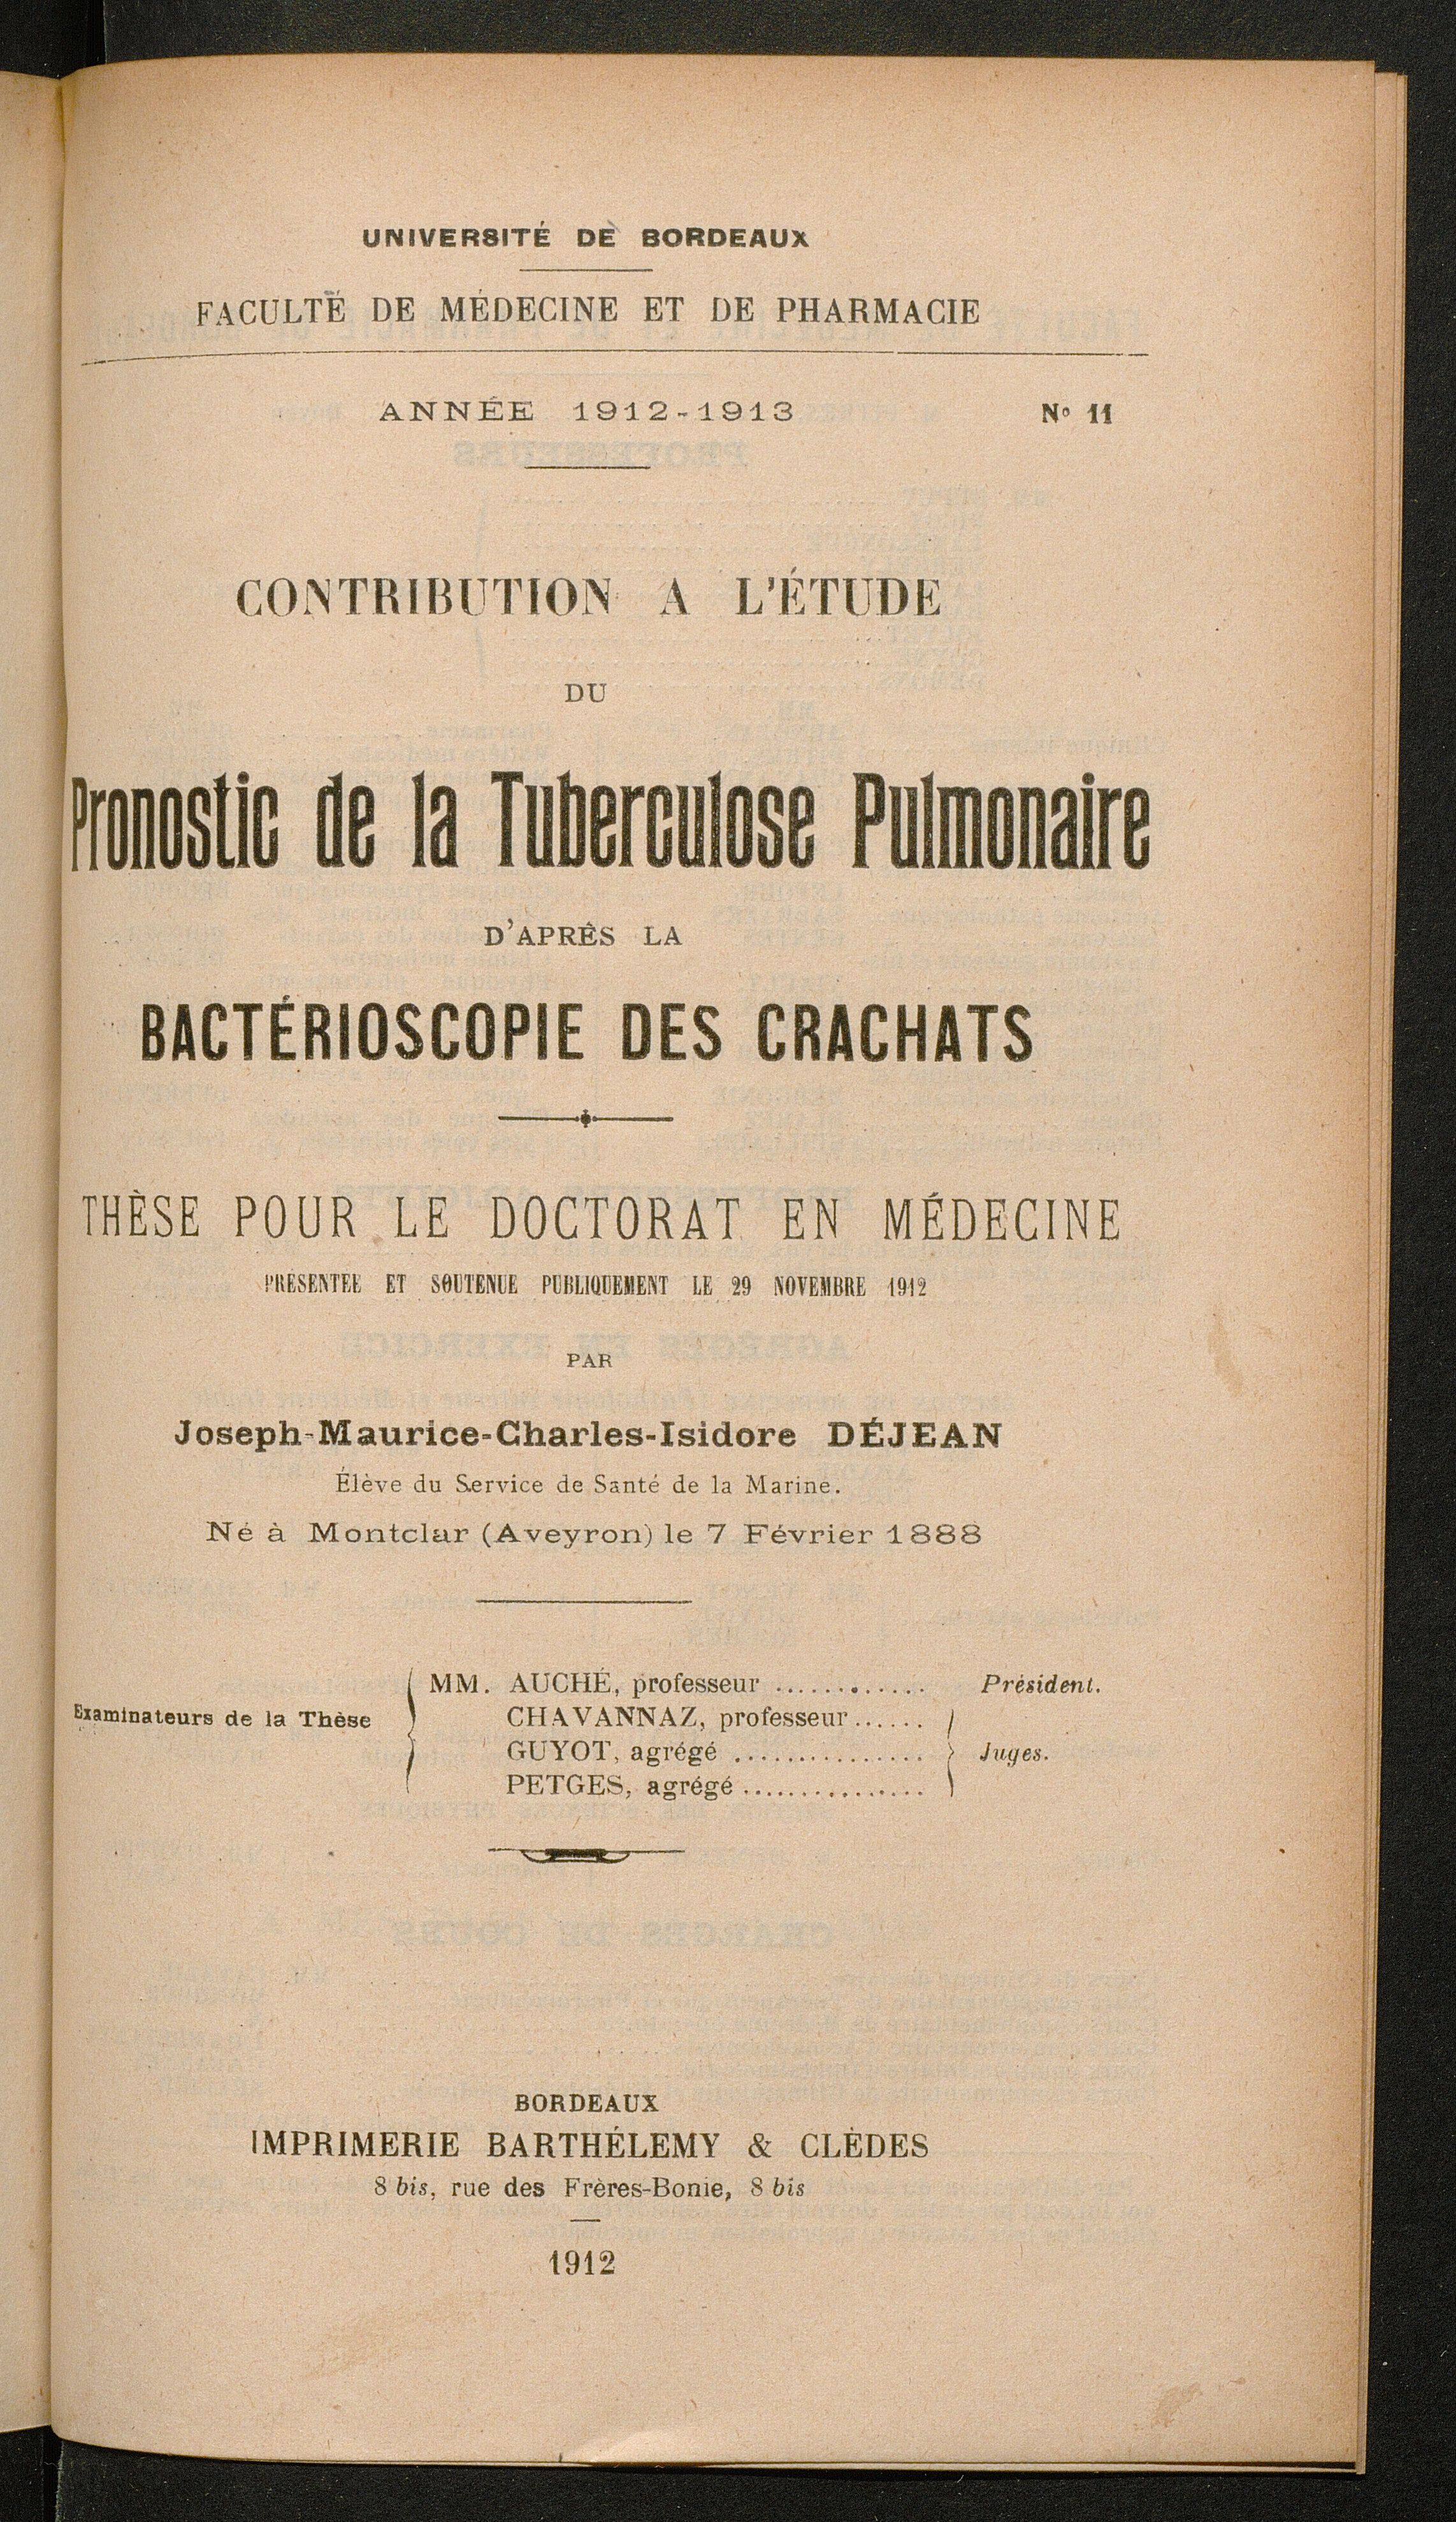 UNIVERSITÉ DE BORDEAUX
FACULTÉ DE MÉDECINE ET DE PHARMACIE
ANNÉE 1912-1913 N° 11
CONTRIBUTION A L'ÉTUDE
DU
Pronostic de la Tuberculose Pulmonaire
D'APRÈS LA
BACTÉRIOSCOPIE DES CRACHATS
THÈSE POUR LE DOCTORAT EN MÉDECINE
PRÉSENTÉE ET SOUTENUE PUBLIQUEMENT LE 29 NOVEMBRE 1912
PAR
Joseph-Maurice-Charles-Isidore DÉJEAN
Élève du Service de Santé de la Marine.
Né à Montclar (Aveyron) le 7 Février 1888
MM. AUCHÉ, professeur ............ Président.
Examinateurs de la Thèse CHAVANNAZ, professeur......
GUYOT, agrégé ............... Juges.
PETGES, agrégé ...............
BORDEAUX
IMPRIMERIE BARTHÉLEMY & CLÈDES
8 bis, rue des Frères-Bonie, 8 bis
1912